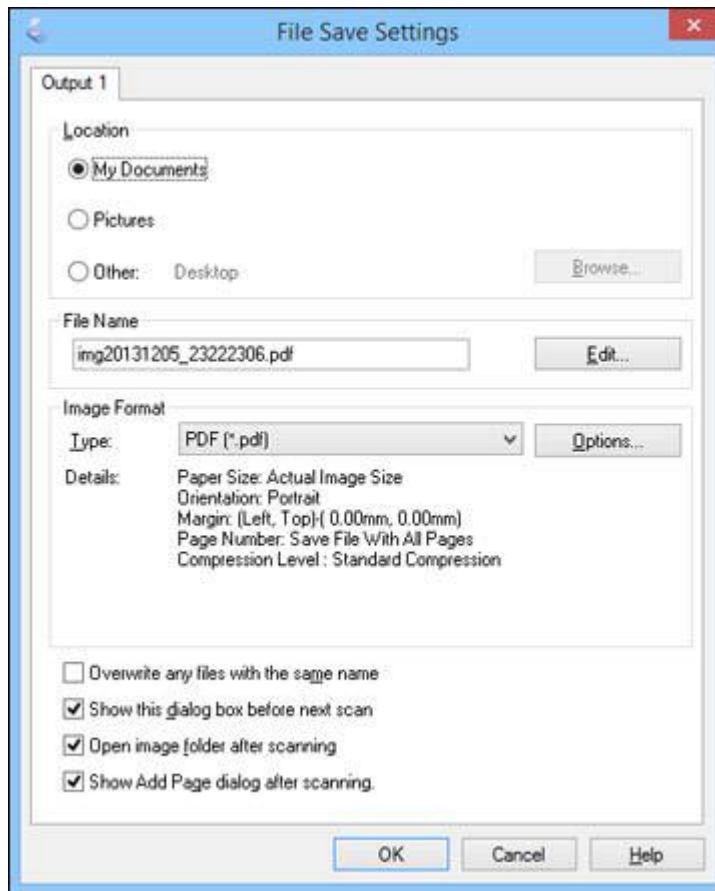 File Save Settings
Output 1
Location
My Documents
Pictures
Other: Desktop Browse...
File Name
img20131205_23222306.pdf Edit...
Image Format
Type: PDF (*.pdf) Options...
Details: Paper Size: Actual Image Size
Orientation: Portrait
Margin: (Left, Top)-( 0.00mm, 0.00mm)
Page Number: Save File With All Pages
Compression Level : Standard Compression
Overwrite any files with the same name
Show this dialog box before next scan
Open image folder after scanning
Show Add Page dialog after scanning.
OK Cancel Help